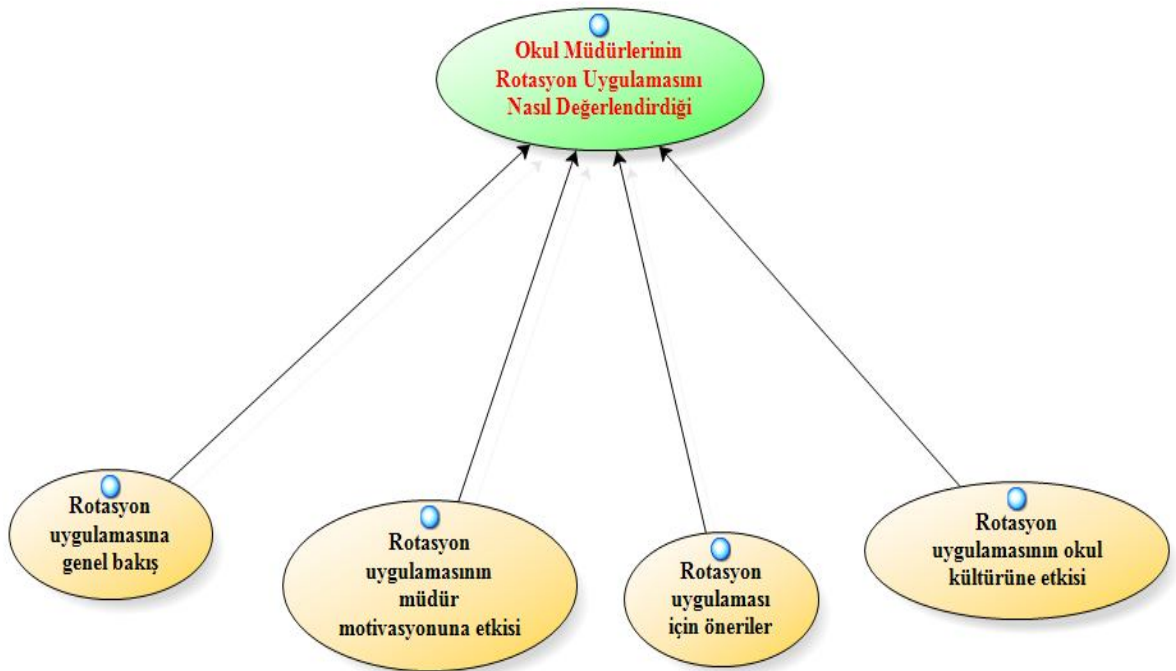 Okul Müdürlerinin
Rotasyon Uygulamasını
Nasıl Değerlendirdiği
Rotasyon
uygulamasına
genel bakış
Rotasyon
uygulamasının
müdür
motivasyonuna etkisi
Rotasyon
uygulaması
için öneriler
Rotasyon
uygulamasının okul
kültürüne etkisi